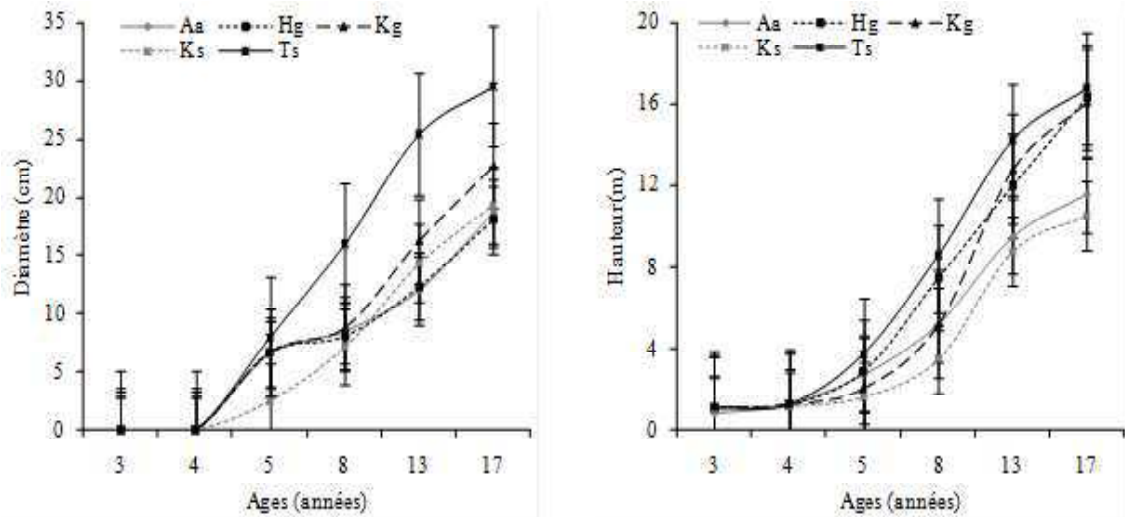 Aa Hg Kg
Ks Ts
35
30
25
20
15
10
5
0
Diamètre (cm)
3 4 5 8 13 17
Ages (années)
Aa Hg Kg
Ks Ts
20
16
12
8
4
0
Hauteur(m)
3 4 5 8 13 17
Ages (années)